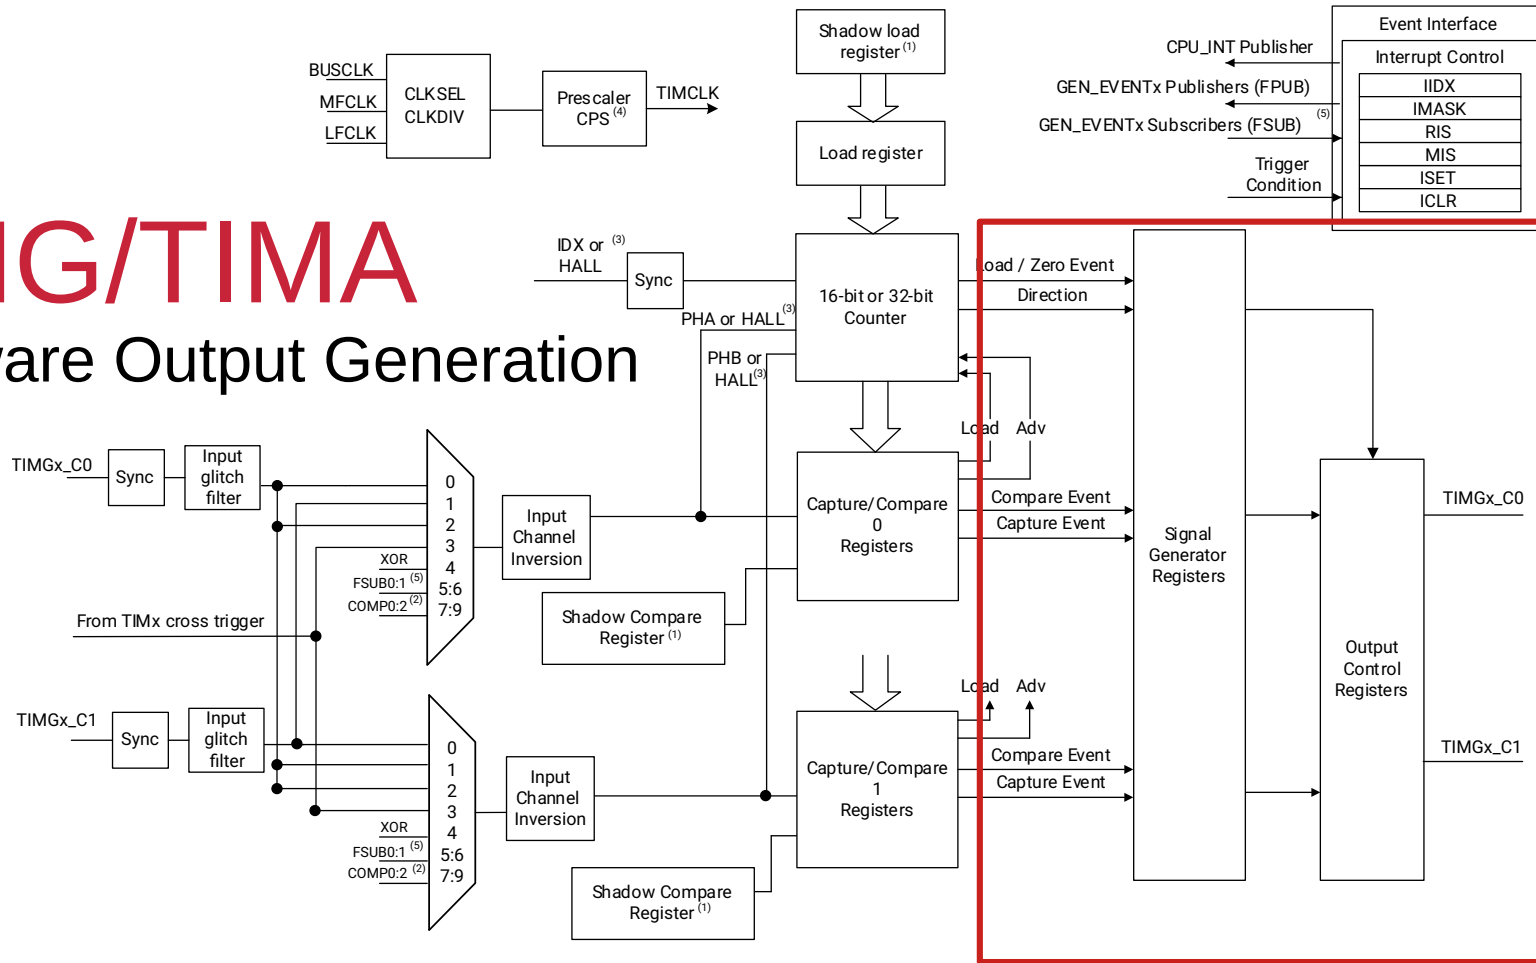 Shadow load
register (1)
Event Interface
CPU_INT Publisher
Interrupt Control
BUSCLK
MFCLK
LFCLK
CLKSEL
CLKDIV
Prescaler
CPS (4)
TIMCLK
GEN_EVENTx Publishers (FPUB)
(5)
GEN_EVENTx Subscribers (FSUB)
Trigger
Condition
IIDX
IMASK
RIS
MIS
ISET
ICLR
Load register
IG/TIMA
ware Output Generation
IDX or (3)
HALL
Sync
PHA or HALL(3)
PHB or
HALL(3)
16-bit or 32-bit
Counter
Load / Zero Event
Direction
Load Adv
TIMGx_C0
Sync
Input
glitch
filter
0
1
2
3
4
5:6
7:9
XOR
FSUB0:1 (5)
COMP0:2 (2)
Input
Channel
Inversion
Capture/Compare
0
Registers
Compare Event
Capture Event
Signal
Generator
Registers
TIMGx_C0
From TIMx cross trigger
Shadow Compare
Register (1)
Output
Control
Registers
Load Adv
TIMGx_C1
Sync
Input
glitch
filter
0
1
2
3
4
5:6
7:9
XOR
FSUB0:1 (5)
COMP0:2 (2)
Input
Channel
Inversion
Capture/Compare
1
Registers
Compare Event
Capture Event
TIMGx_C1
Shadow Compare
Register (1)